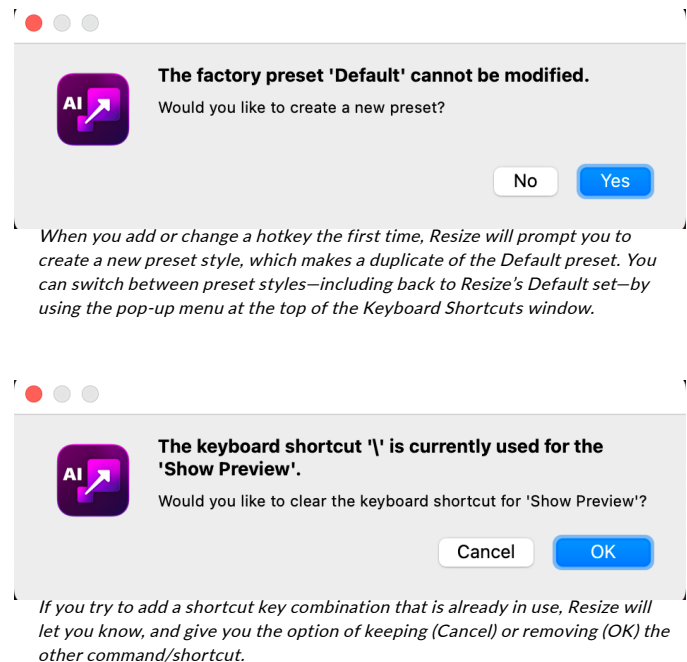 The factory preset 'Default' cannot be modified.
AI
Would you like to create a new preset?
No Yes
When you add or change a hotkey the first time, Resize will prompt you to
create a new preset style, which makes a duplicate of the Default preset. You
can switch between preset styles—including back to Resize’s Default set—by
using the pop-up menu at the top of the Keyboard Shortcuts window.
The keyboard shortcut '\' is currently used for the
'Show Preview'.
AI
Would you like to clear the keyboard shortcut for 'Show Preview'?
Cancel OK
If you try to add a shortcut key combination that is already in use, Resize will
let you know, and give you the option of keeping (Cancel) or removing (OK) the
other command/shortcut.